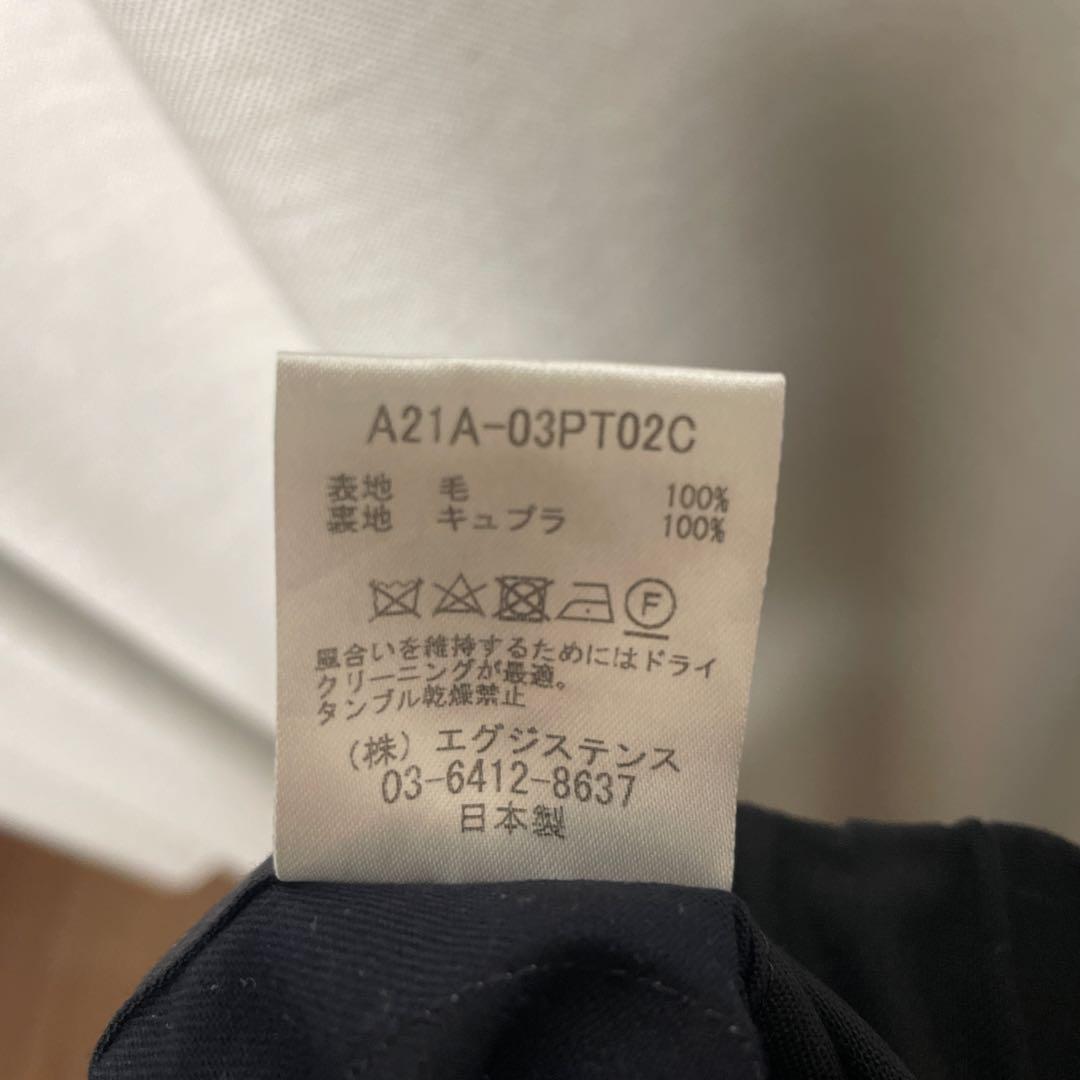 A21A-03PT02C
表地 毛 100%
裏地 キュプラ 100%
F
風合いを維持するためにはドライ
クリーニングが最適。
タンブル乾燥禁止
(株) エグジステンス
03-6412-8637
日本製